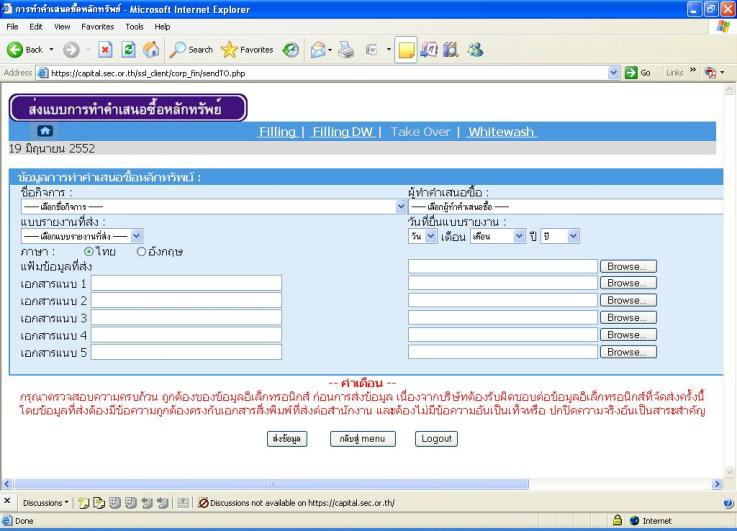 การทำคำเสนอซื้อหลักทรัพย์ - Microsoft Internet Explorer
File Edit View Favorites Tools Help
Back Search Favorites
Address https://capital.sec.or.th/ssl_client/corp_fin/sendTO.php Go Links »
ส่งแบบการทำคำเสนอซื้อหลักทรัพย์
Filling | Filling DW | Take Over | Whitewash
19 มิถุนายน 2552
ข้อมูลการทำคำเสนอซื้อหลักทรัพย์ :
ชื่อกิจการ : ผู้ทำคำเสนอซื้อ :
---- เลือกชื่อกิจการ ---- ---- เลือกผู้ทำคำเสนอซื้อ ----
แบบรายงานที่ส่ง : วันที่ยื่นแบบรายงาน :
---- เลือกแบบรายงานที่ส่ง ---- วัน เดือน เดือน ปี ปี
ภาษา : ไทย อังกฤษ
แฟ้มข้อมูลที่ส่ง Browse...
เอกสารแนบ 1 Browse...
เอกสารแนบ 2 Browse...
เอกสารแนบ 3 Browse...
เอกสารแนบ 4 Browse...
เอกสารแนบ 5 Browse...
-- คำเตือน --
กรุณาตรวจสอบความครบถ้วน ถูกต้องของข้อมูลอิเล็กทรอนิกส์ ก่อนการส่งข้อมูล เนื่องจากบริษัทต้องรับผิดชอบต่อข้อมูลอิเล็กทรอนิกส์ที่จัดส่งครั้งนี้
โดยข้อมูลที่ส่งต้องมีข้อความถูกต้องตรงกับเอกสารสิ่งพิมพ์ที่ส่งต่อสำนักงาน และต้องไม่มีข้อความอันเป็นเท็จหรือ ปกปิดความจริงอันเป็นสาระสำคัญ
ส่งข้อมูล กลับสู่ menu Logout
Discussions Discussions not available on https://capital.sec.or.th/
Done Internet